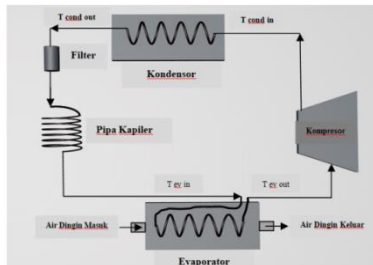 T cond out
T cond in
Filter
Kondensor
Pipa Kapiler
Kompresor
T ev in
T ev out
Air Dingin Masuk
Air Dingin Keluar
Evaporator